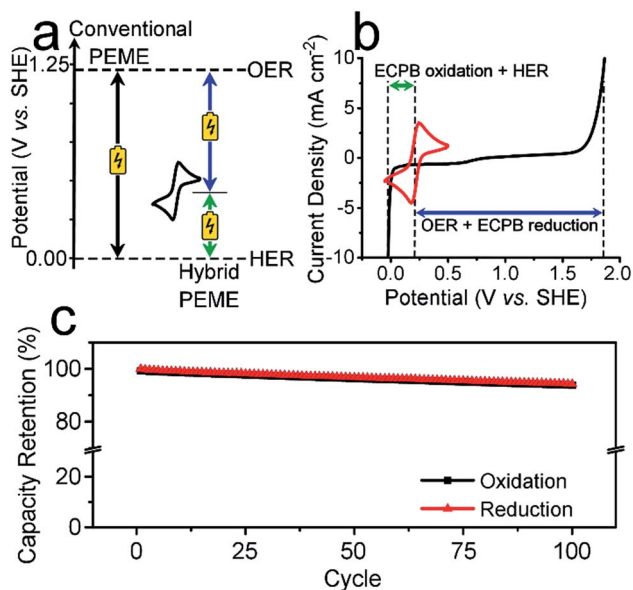 a
Conventional
PEME
1.25
OER
Potential (V vs. SHE)
0.00
HER
Hybrid
PEME
b
10
5
0
-5
-10
ECPB oxidation + HER
OER + ECPB reduction
Current Density (mA cm-2)
0.0 0.5 1.0 1.5 2.0
Potential (V vs. SHE)
c
Capacity Retention (%)
100
80
20
0
Oxidation
Reduction
0 25 50 75 100
Cycle